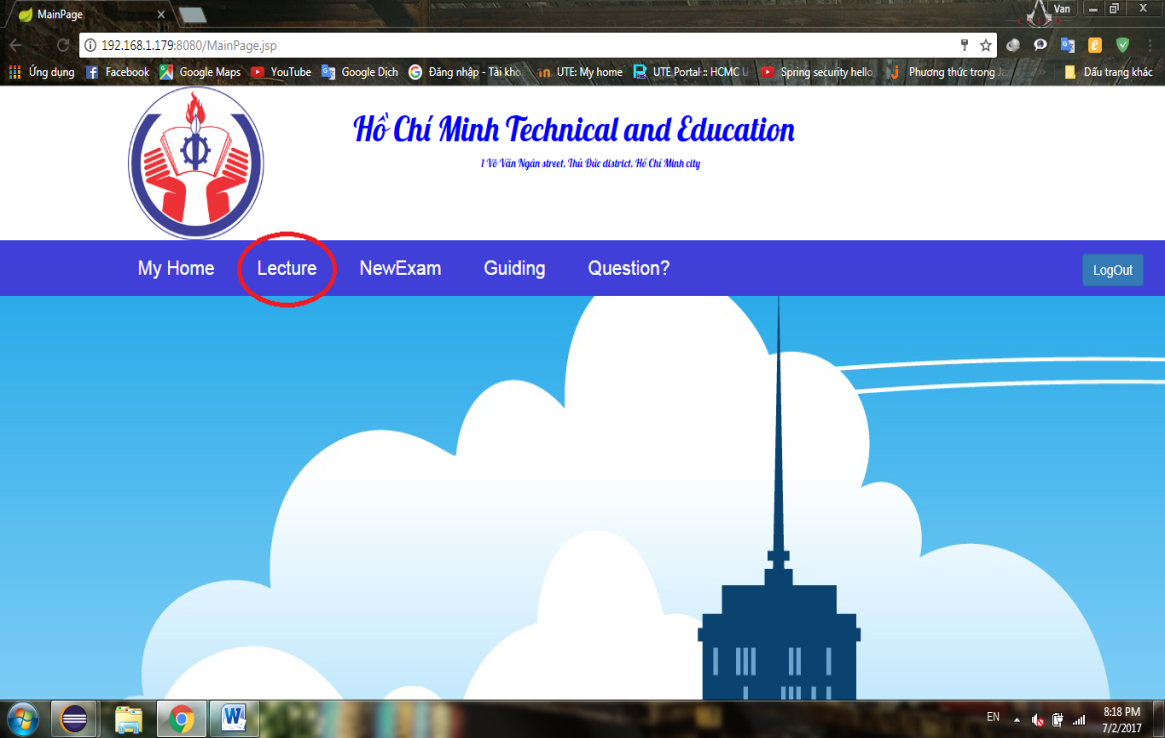 MainPage
Van
192.168.1.179:8080/MainPage.jsp
Ứng dụng Facebook Google Maps YouTube Google Dịch Đăng nhập - Tài kho UTE: My home UTE Portal :: HCMC U Spring security hello Phương thức trong Ja Dấu trang khác
Hồ Chí Minh Technical and Education
1 Võ Văn Ngân street, Thủ Đức district, Hồ Chí Minh city
My Home Lecture NewExam Guiding Question? LogOut
EN
8:18 PM
7/2/2017